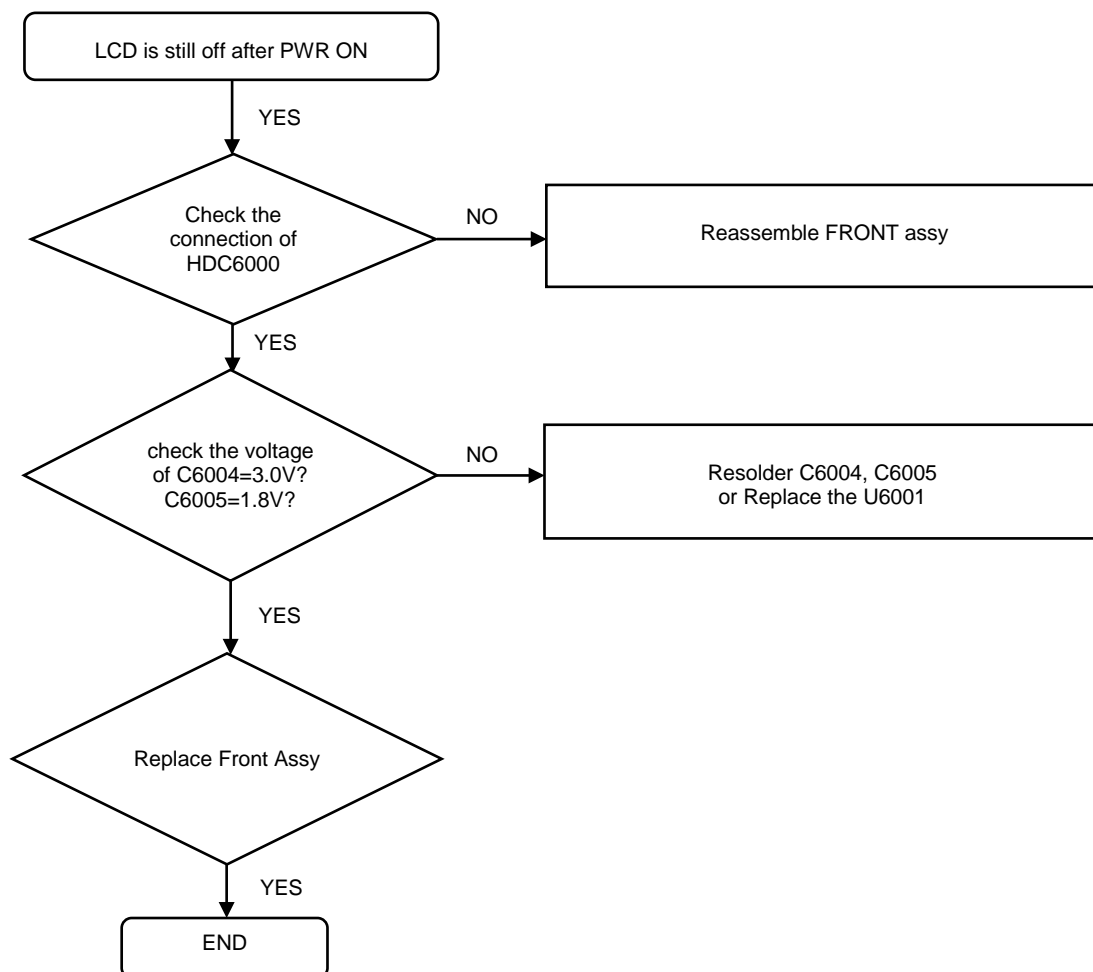 LCD is still off after PWR ON
YES
Check the
connection of
HDC6000
NO
Reassemble FRONT assy
YES
check the voltage
of C6004=3.0V?
C6005=1.8V?
NO
Resolder C6004, C6005
or Replace the U6001
YES
Replace Front Assy
YES
END